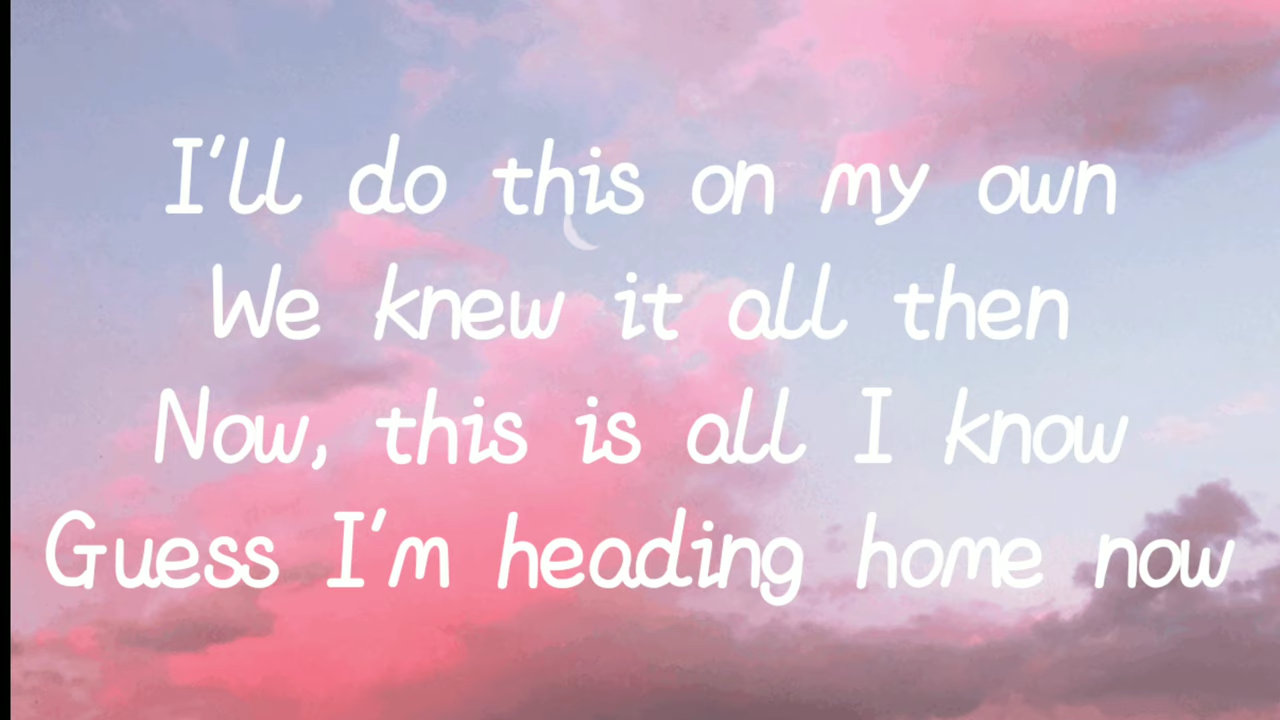 I'll do this on my own
We knew it all then
Now, this is all I know
Guess I'm heading home now